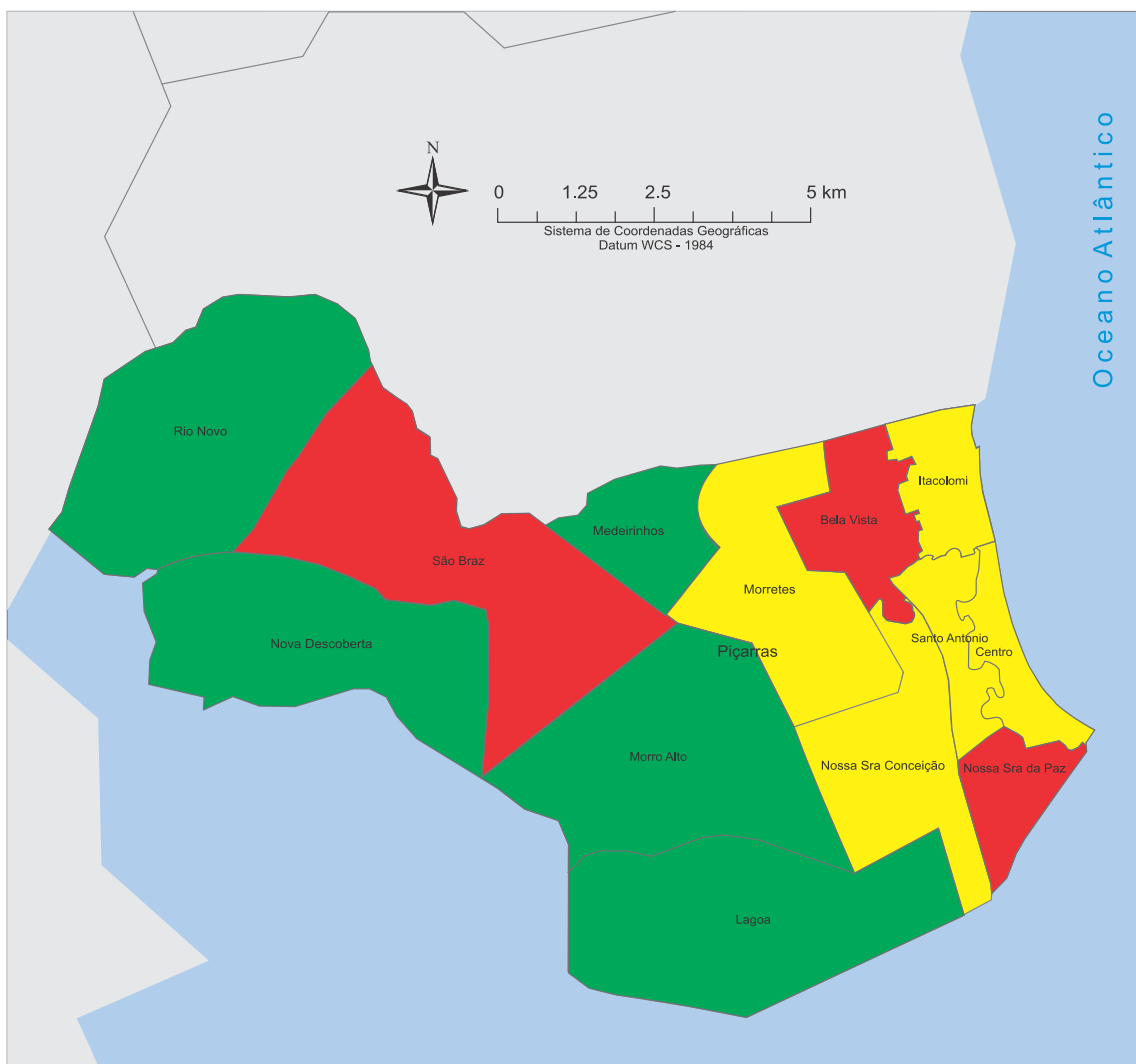 Oceano Atlântico
N
0 1.25 2.5 5 km
Sistema de Coordenadas Geográficas
Datum WCS - 1984
Rio Novo
Itacolomi
Bela Vista
Medeirinhos
São Braz
Morretes
Nova Descoberta
Santo Antônio
Centro
Piçarras
Morro Alto
Nossa Sra Conceição
Nossa Sra da Paz
Lagoa